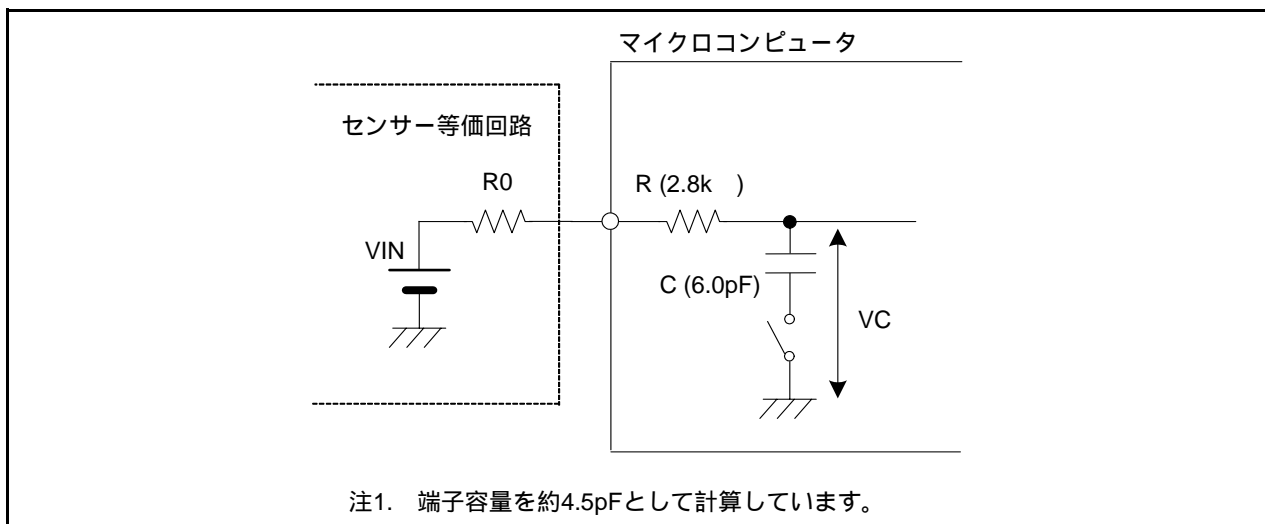 マイクロコンピュータ
センサー等価回路
R0
R (2.8k )
VIN
C (6.0pF)
VC
注1. 端子容量を約4.5pFとして計算しています。